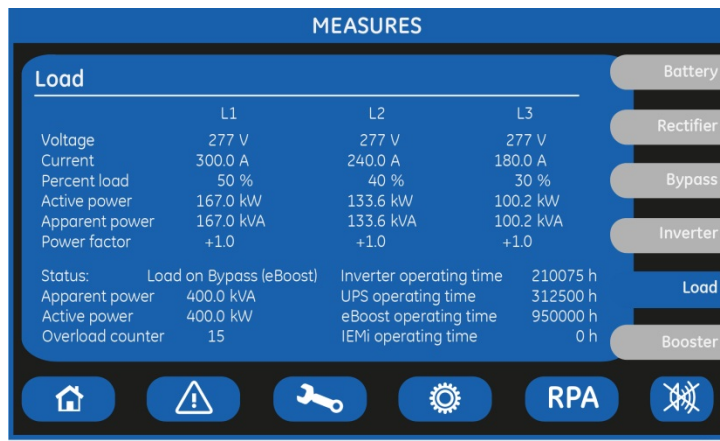 MEASURES
Load
L1 L2 L3
Voltage 277 V 277 V 277 V
Current 300.0 A 240.0 A 180.0 A
Percent load 50 % 40 % 30 %
Active power 167.0 kW 133.6 kW 100.2 kW
Apparent power 167.0 kVA 133.6 kVA 100.2 kVA
Power factor +1.0 +1.0 +1.0
Status: Load on Bypass (eBoost) Inverter operating time 210075 h
Apparent power 400.0 kVA UPS operating time 312500 h
Active power 400.0 kW eBoost operating time 950000 h
Overload counter 15 IEMi operating time 0 h
Battery
Rectifier
Bypass
Inverter
Load
Booster
RPA